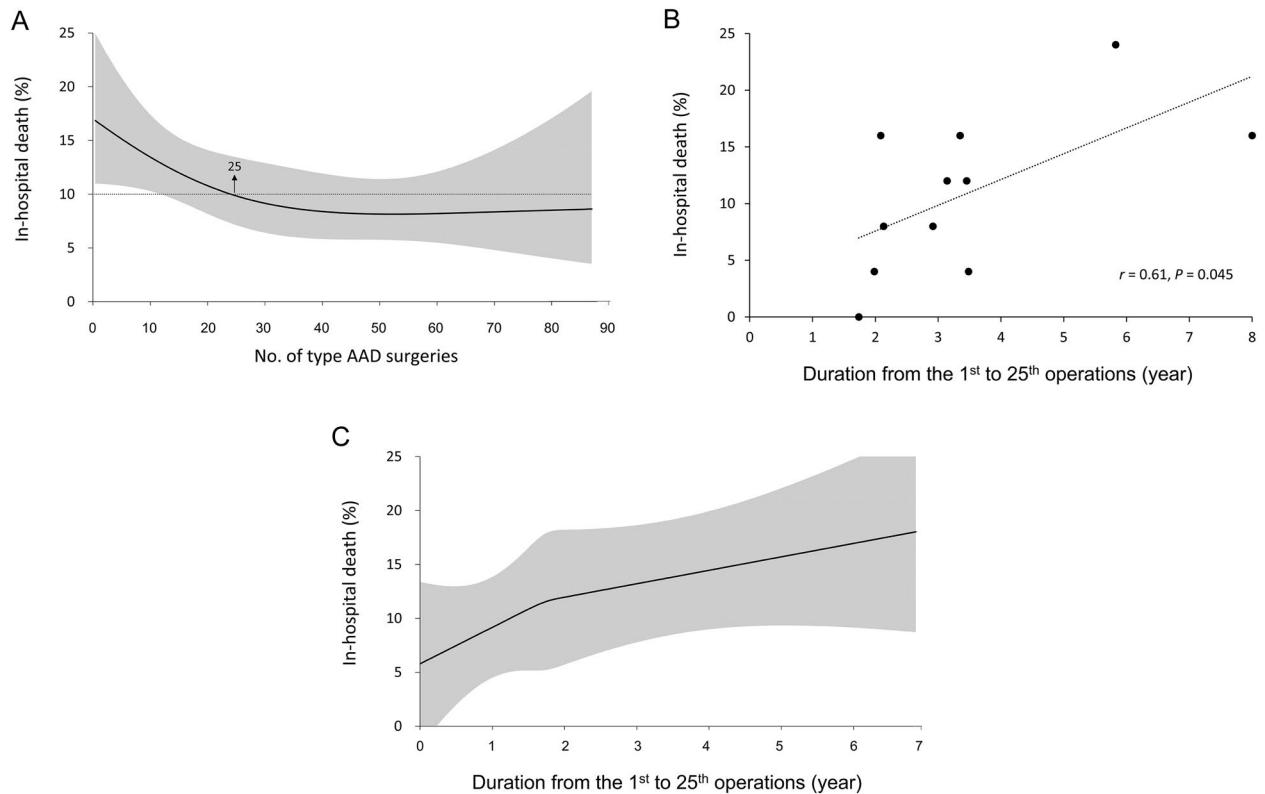 A
In-hospital death (%)
25
20
15
10
5
0
25
0 10 20 30 40 50 60 70 80 90
No. of type AAD surgeries
B
In-hospital death (%)
25
20
15
10
5
0
r = 0.61, P = 0.045
0 1 2 3 4 5 6 7 8
Duration from the 1st to 25th operations (year)
C
In-hospital death (%)
25
20
15
10
5
0
0 1 2 3 4 5 6 7
Duration from the 1st to 25th operations (year)